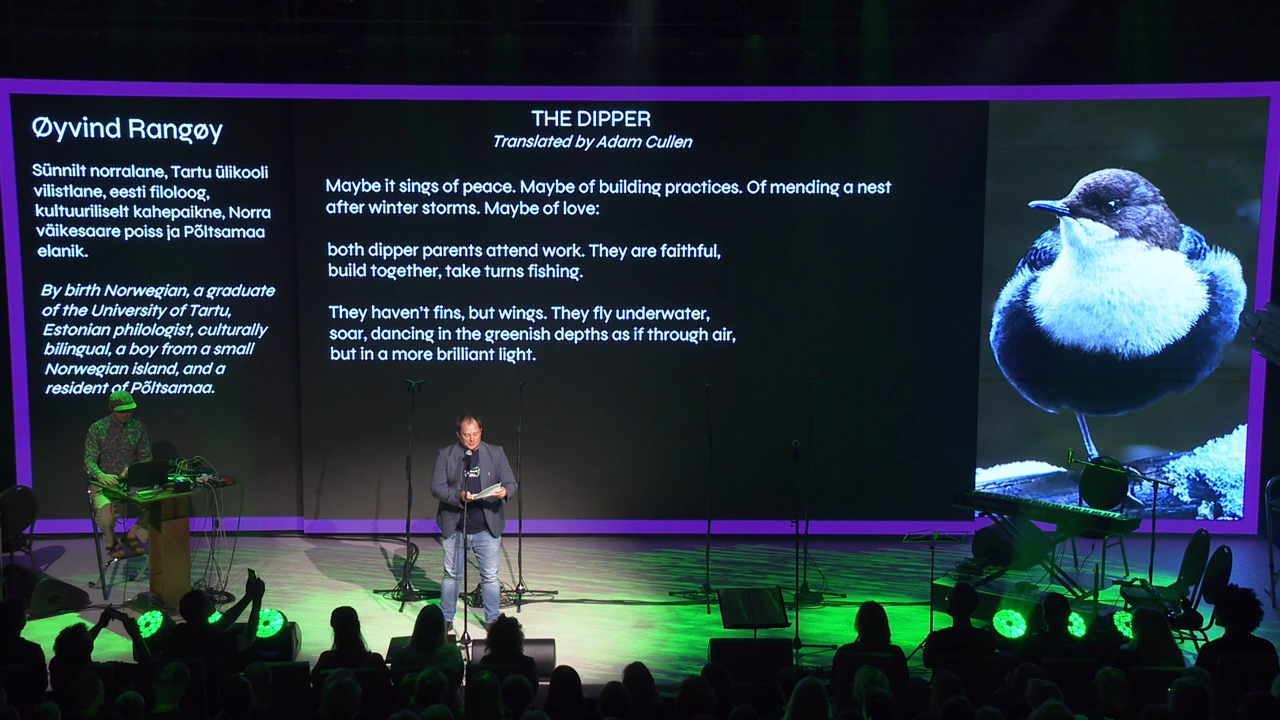 Øyvind Rangøy
Sünnilt norralane, Tartu ülikooli
vilistlane, eesti filoloog,
kultuuriliselt kahepaikne, Norra
väikesaare poiss ja Põltsamaa
elanik.
By birth Norwegian, a graduate
of the University of Tartu,
Estonian philologist, culturally
bilingual, a boy from a small
Norwegian island, and a
resident of Põltsamaa.
THE DIPPER
Translated by Adam Cullen
Maybe it sings of peace. Maybe of building practices. Of mending a nest
after winter storms. Maybe of love:
both dipper parents attend work. They are faithful,
build together, take turns fishing.
They haven't fins, but wings. They fly underwater,
soar, dancing in the greenish depths as if through air,
but in a more brilliant light.